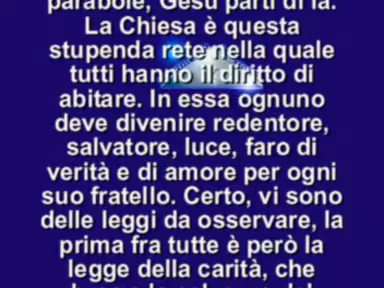 parabole, Gesù partì di là.
La Chiesa è questa
stupenda rete nella quale
tutti hanno il diritto di
abitare. In essa ognuno
deve divenire redentore,
salvatore, luce, faro di
verità e di amore per ogni
suo fratello. Certo, vi sono
delle leggi da osservare, la
prima fra tutte è però la
legge della carità, che